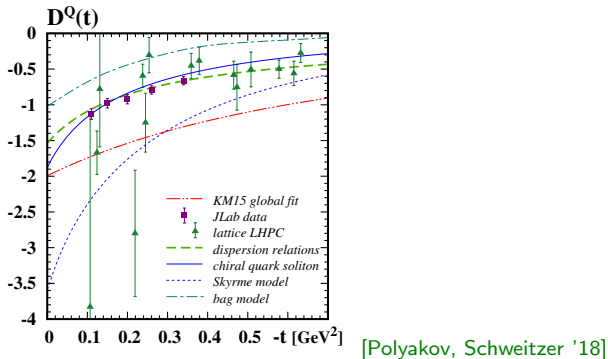 D^Q(t)
0
-0.5
-1
-1.5
-2
-2.5
-3
-3.5
-4
KM15 global fit
JLab data
lattice LHPC
dispersion relations
chiral quark soliton
Skyrme model
bag model
0 0.1 0.2 0.3 0.4 0.5 -t [GeV²]
[Polyakov, Schweitzer '18]